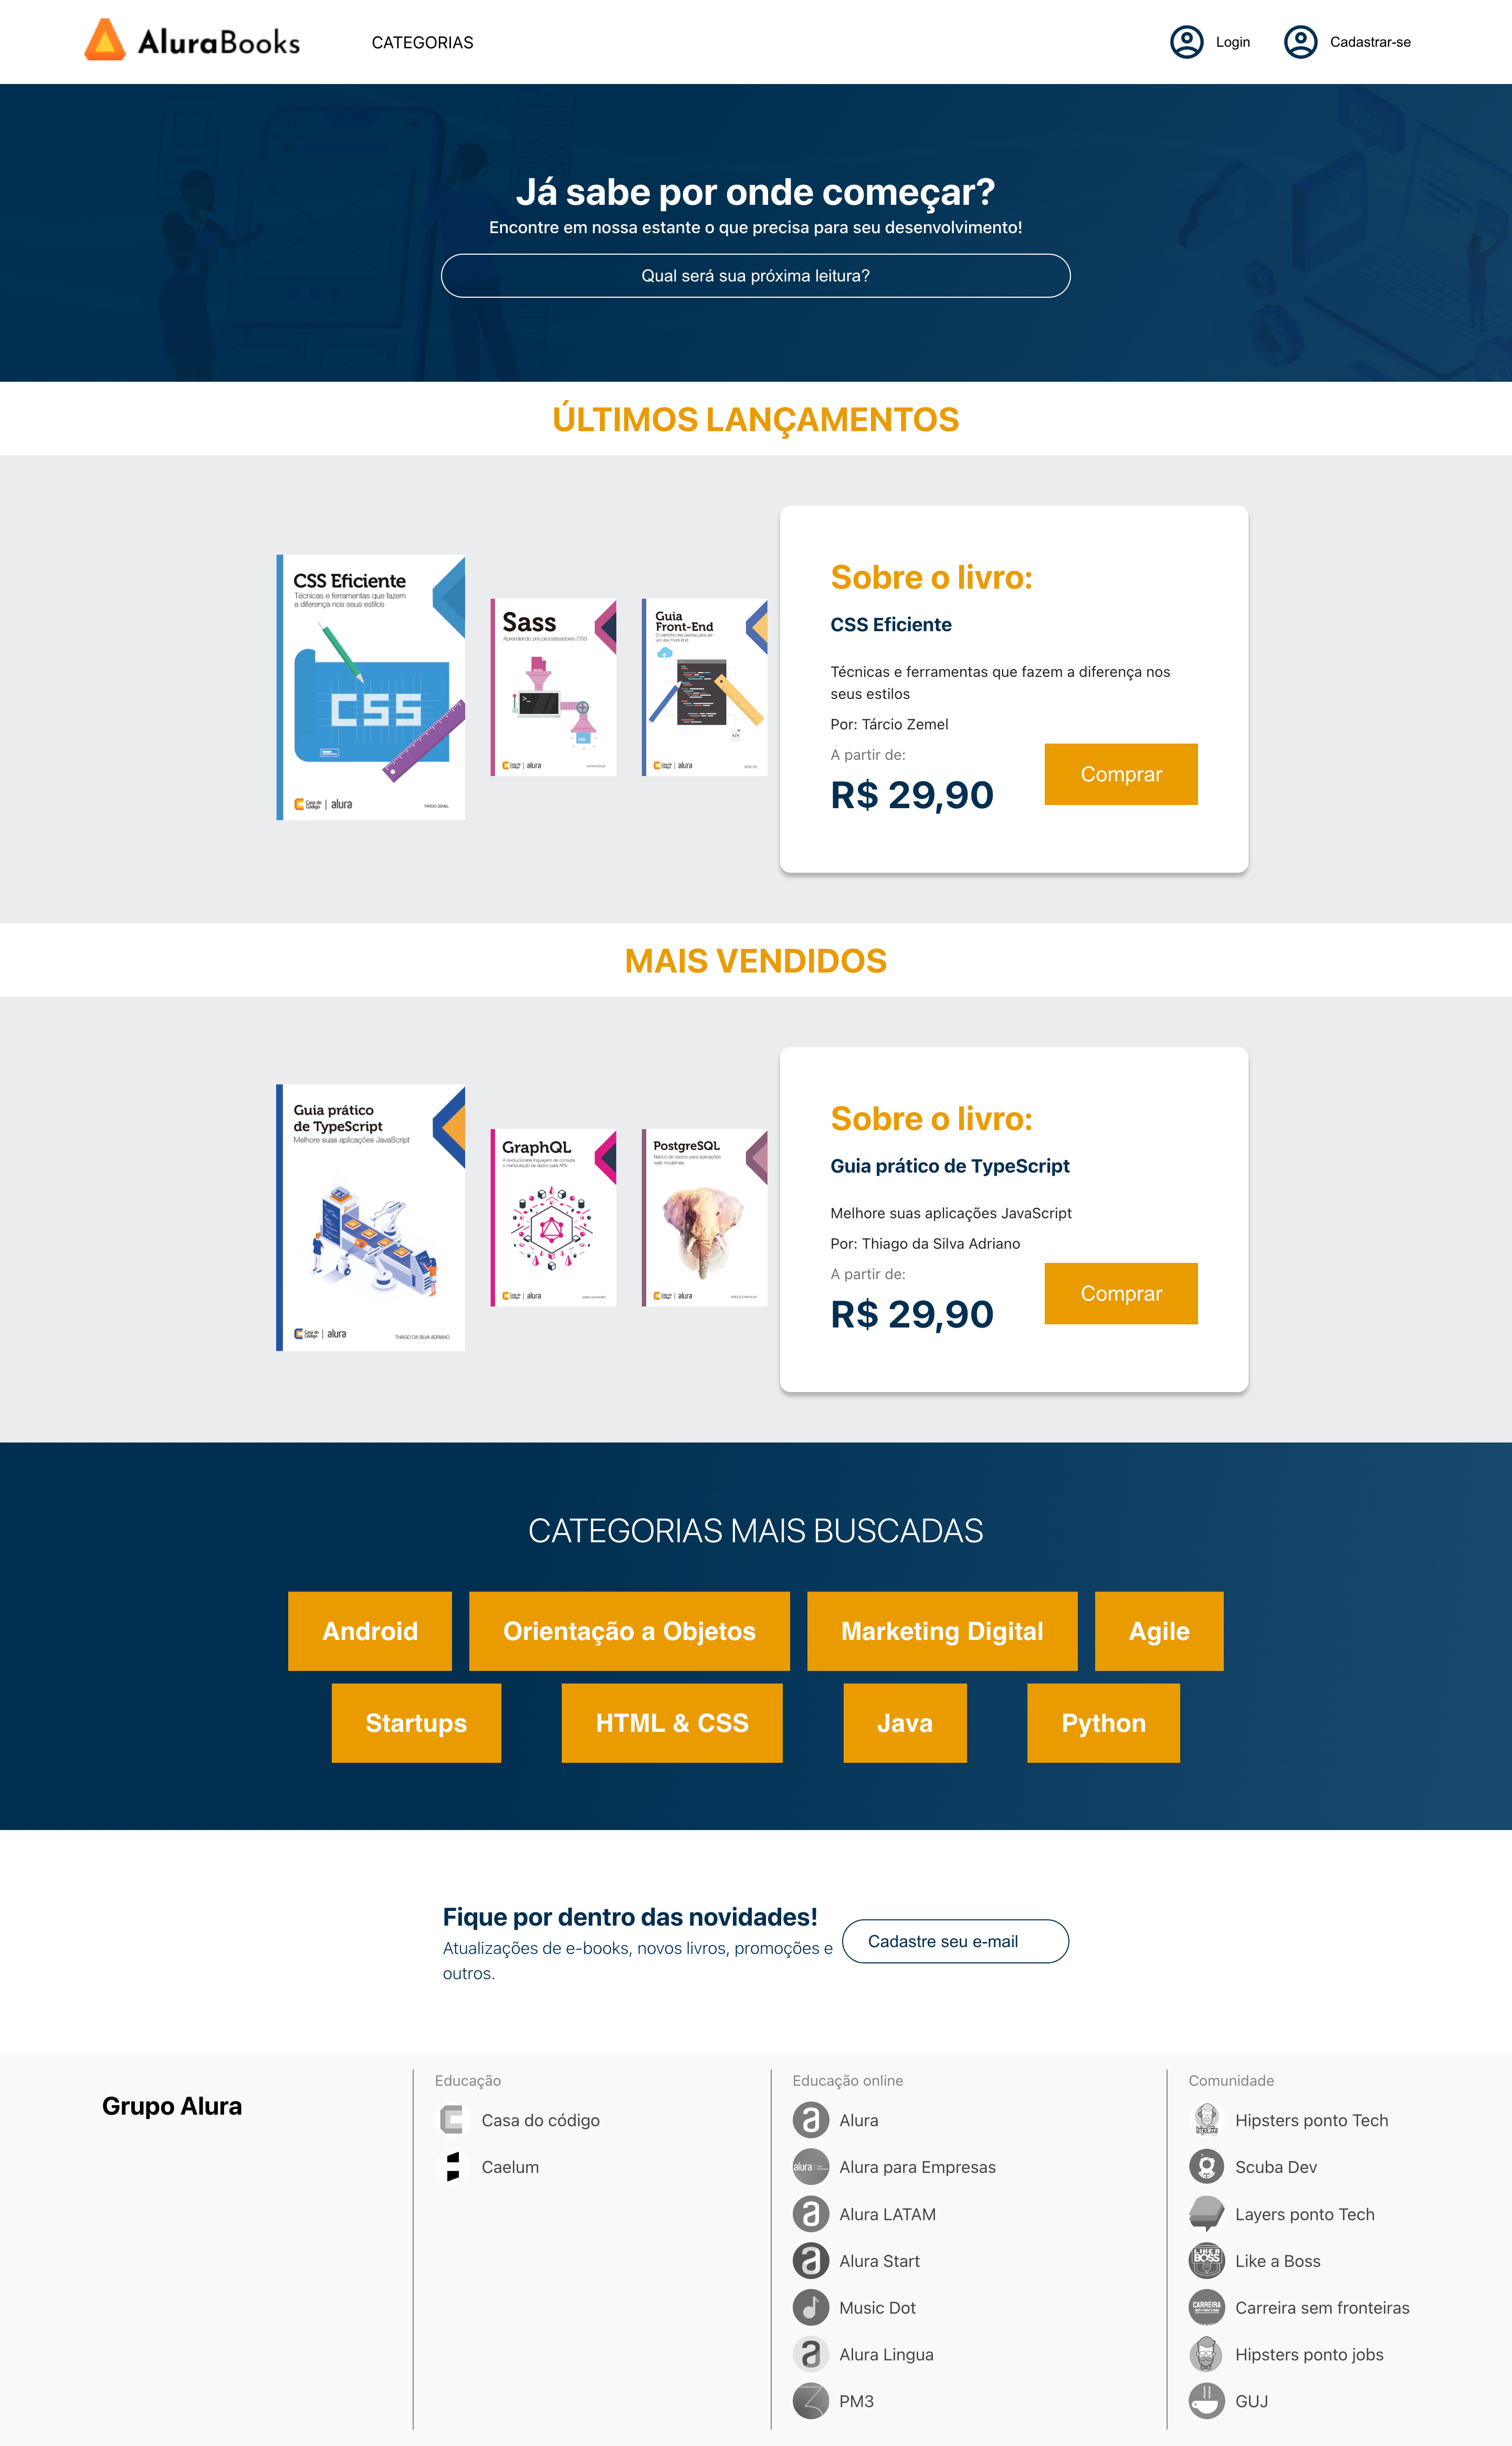 AluraBooks
CATEGORIAS
Login
Cadastrar-se
Já sabe por onde começar?
Encontre em nossa estante o que precisa para seu desenvolvimento!
Qual será sua próxima leitura?
ÚLTIMOS LANÇAMENTOS
CSS Eficiente
Técnicas e ferramentas que fazem
a diferença nos seus estilos
CSS
Casa do
Código
alura
TÁRCIO ZEMEL
Sass
Aprendendo pré-processadores CSS
Casa do
Código
alura
Guia
Front-End
O caminho das pedras para ser
um dev Front-End
Casa do
Código
alura
Sobre o livro:
CSS Eficiente
Técnicas e ferramentas que fazem a diferença nos
seus estilos
Por: Tárcio Zemel
A partir de:
R$ 29,90
Comprar
MAIS VENDIDOS
Guia prático
de TypeScript
Melhore suas aplicações JavaScript
Casa do
Código
alura
THIAGO DA SILVA ADRIANO
GraphQL
A revolucionária linguagem de consulta
e manipulação de dados para APIs
Casa do
Código
alura
PostgreSQL
Banco de dados para aplicações
web modernas
Casa do
Código
alura
Sobre o livro:
Guia prático de TypeScript
Melhore suas aplicações JavaScript
Por: Thiago da Silva Adriano
A partir de:
R$ 29,90
Comprar
CATEGORIAS MAIS BUSCADAS
Android
Orientação a Objetos
Marketing Digital
Agile
Startups
HTML & CSS
Java
Python
Fique por dentro das novidades!
Atualizações de e-books, novos livros, promoções e
outros.
Cadastre seu e-mail
Grupo Alura
Educação
Casa do código
Caelum
Educação online
Alura
alura
Alura para Empresas
Alura LATAM
Alura Start
Music Dot
Alura Lingua
PM3
Comunidade
Hipsters ponto Tech
Scuba Dev
Layers ponto Tech
LIKE A
BOSS
Like a Boss
CARREIRA
Carreira sem fronteiras
Hipsters ponto jobs
GUJ